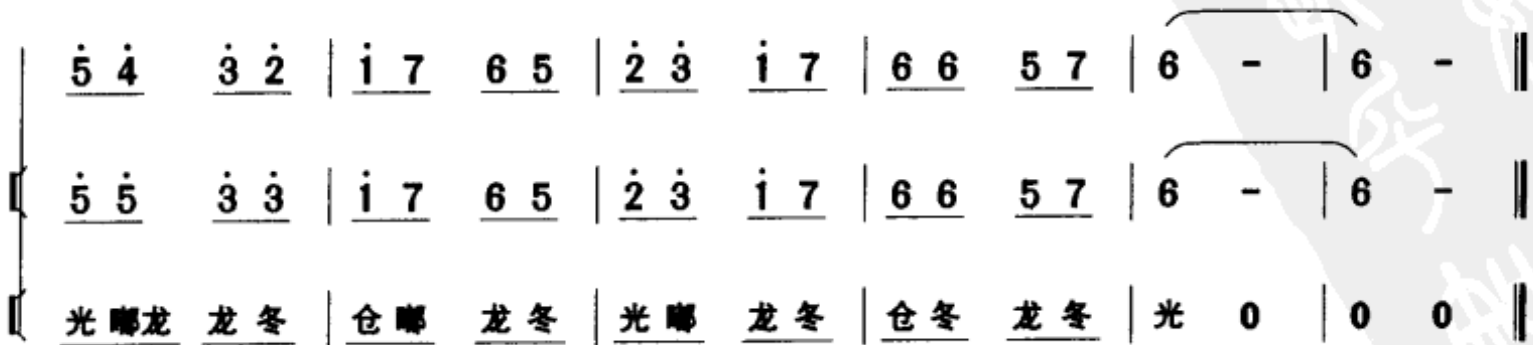 5̇ 4̇ 3̇ 2̇ | 1̇ 7 6 5 | 2̇ 3̇ 1̇ 7 | 6 6 5 7 | 6 - | 6 - ‖
5̇ 5̇ 3̇ 3̇ | 1̇ 7 6 5 | 2̇ 3̇ 1̇ 7 | 6 6 5 7 | 6 - | 6 - ‖
光 嘟龙 龙 冬 | 仓 嘟 龙 冬 | 光 嘟 龙 冬 | 仓 冬 龙 冬 | 光 0 | 0 0 ‖